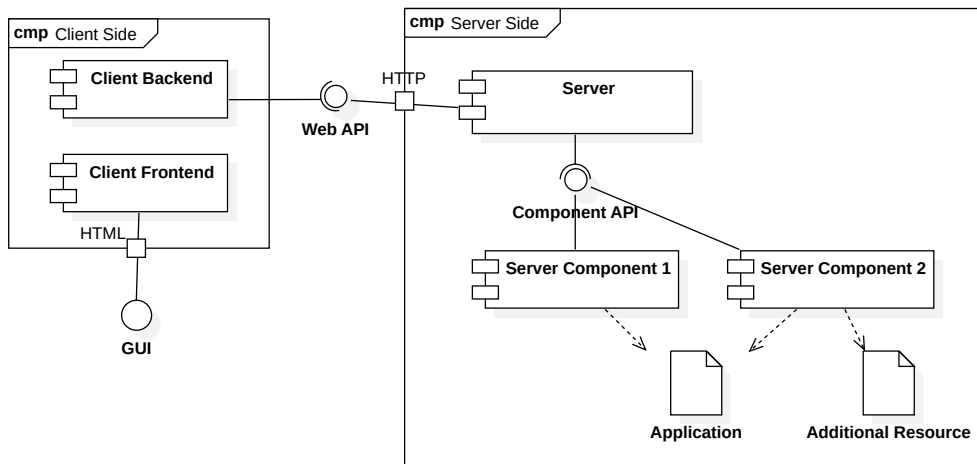 cmp Client Side
Client Backend
Client Frontend
HTML
GUI
Web API
HTTP
cmp Server Side
Server
Component API
Server Component 1
Server Component 2
Application
Additional Resource